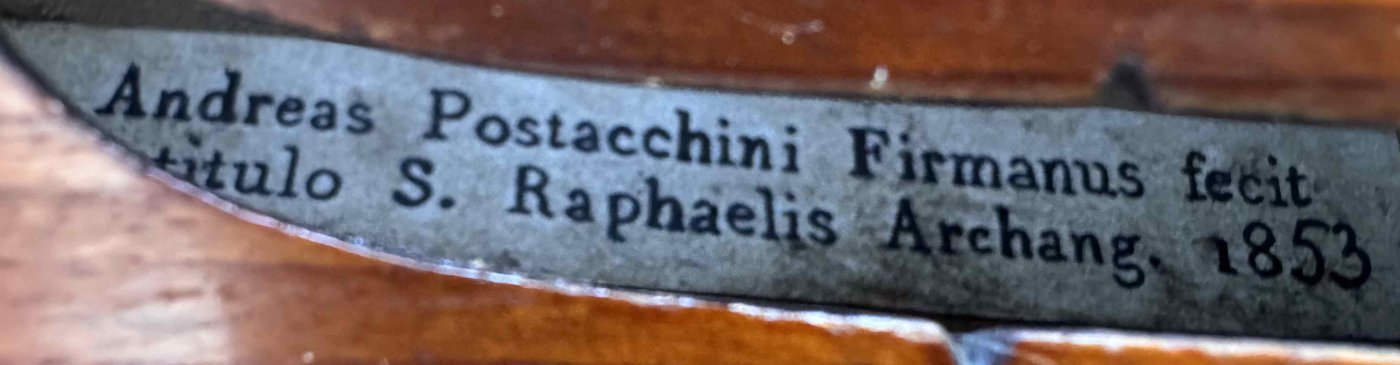 Andreas Postacchini Firmanus fecit
titulo S. Raphaelis Archang. 1853